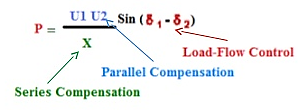 P = U1 U2 / X Sin (δ1 - δ2)
Load-Flow Control
Parallel Compensation
Series Compensation